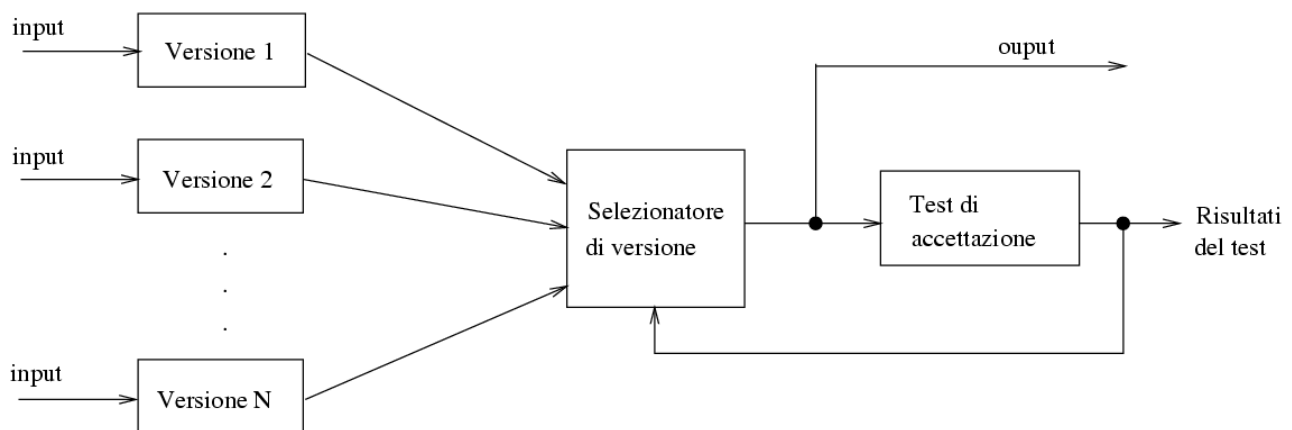 input
Versione 1
input
Versione 2
.
.
.
input
Versione N
Selezionatore
di versione
ouput
Test di
accettazione
Risultati
del test